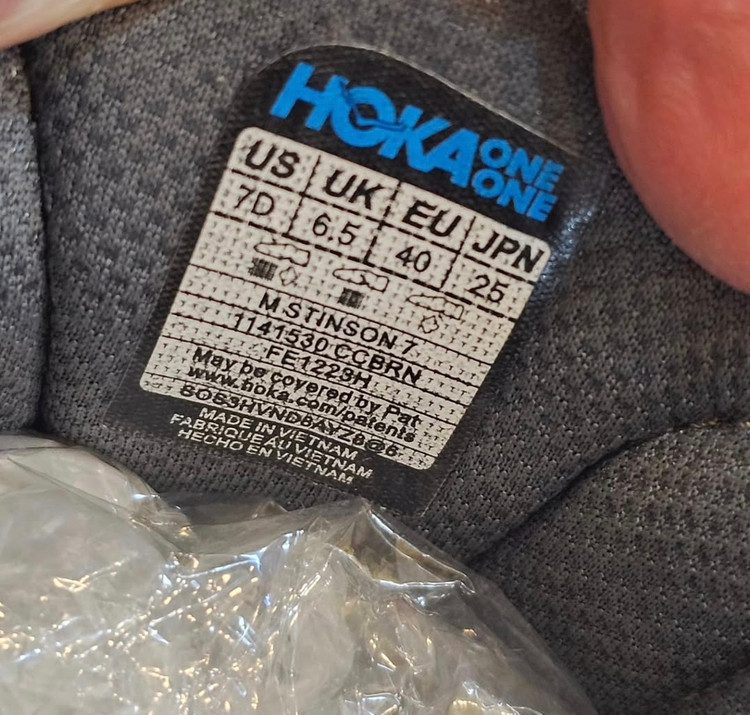 HOKA ONE ONE
US UK EU JPN
7D 6.5 40 25
M STINSON 7
1141530 CCBRN
FE1223H
May be covered by Pat
www.hoka.com/patents
MADE IN VIETNAM
FABRIQUE AU VIETNAM
HECHO EN VIETNAM